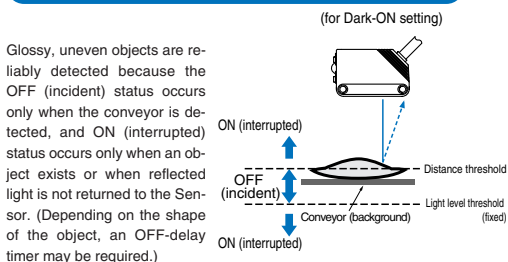 (for Dark-ON setting)
Glossy, uneven objects are re-
liably detected because the
OFF (incident) status occurs
only when the conveyor is de-
tected, and ON (interrupted)
status occurs only when an ob-
ject exists or when reflected
light is not returned to the Sen-
sor. (Depending on the shape
of the object, an OFF-delay
timer may be required.)
ON (interrupted)
Distance threshold
OFF
(incident)
Light level threshold
(fixed)
Conveyor (background)
ON (interrupted)